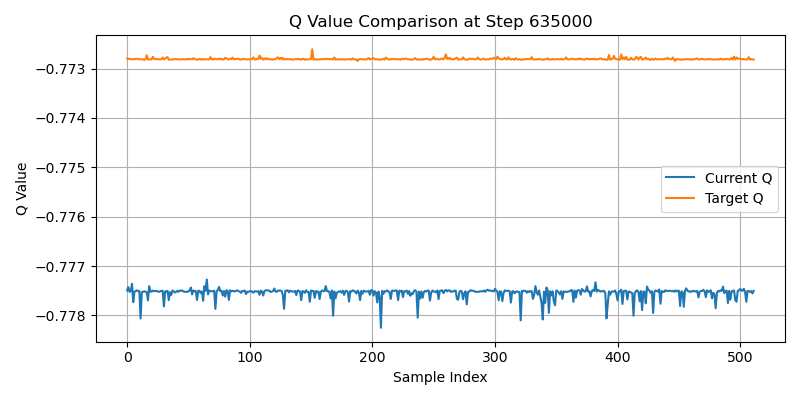 Q Value Comparison at Step 635000
−0.773
−0.774
−0.775
−0.776
−0.777
−0.778
Q Value
Current Q
Target Q
0 100 200 300 400 500
Sample Index